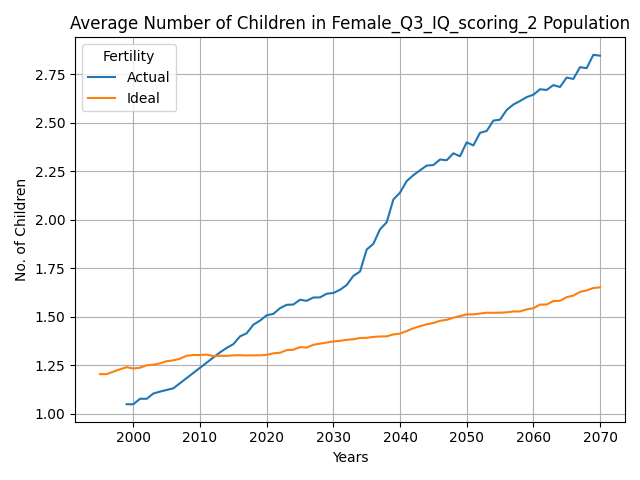 Average Number of Children in Female_Q3_IQ_scoring_2 Population
Fertility
Actual
Ideal
No. of Children
2.75
2.50
2.25
2.00
1.75
1.50
1.25
1.00
2000 2010 2020 2030 2040 2050 2060 2070
Years